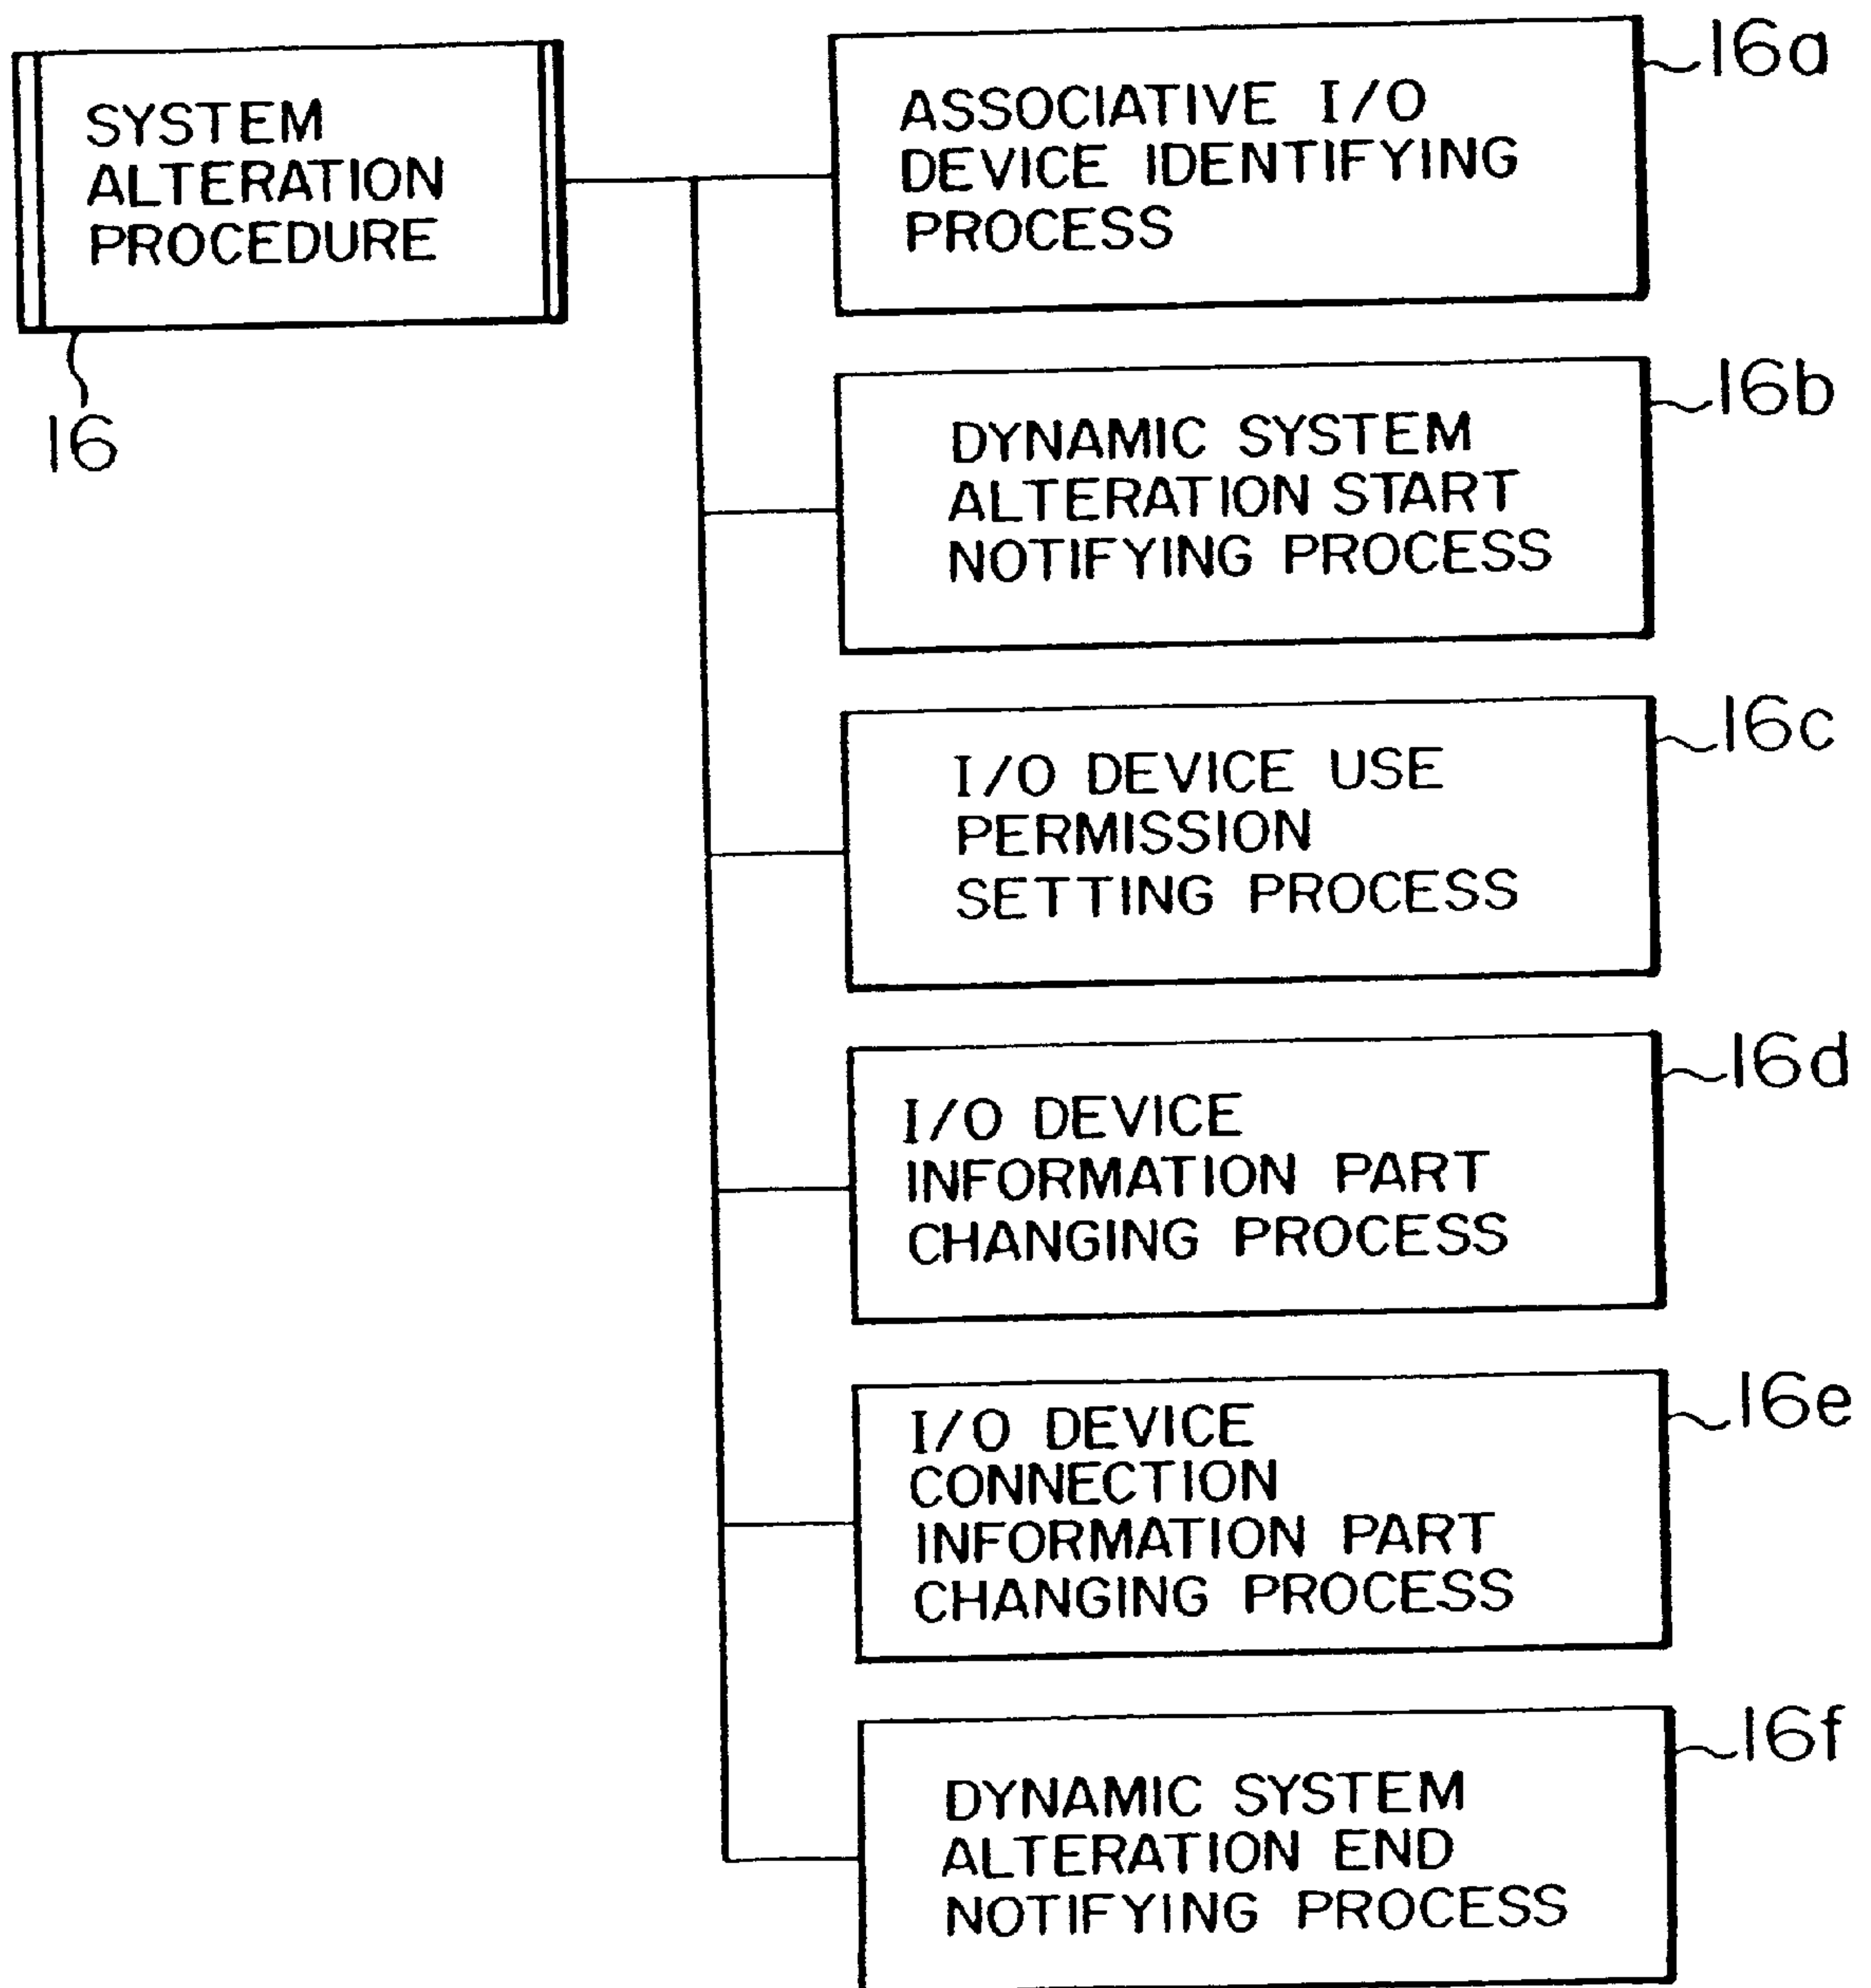 SYSTEM
ALTERATION
PROCEDURE
16
ASSOCIATIVE I/O
DEVICE IDENTIFYING
PROCESS
16a
DYNAMIC SYSTEM
ALTERATION START
NOTIFYING PROCESS
16b
I/O DEVICE USE
PERMISSION
SETTING PROCESS
16c
I/O DEVICE
INFORMATION PART
CHANGING PROCESS
16d
I/O DEVICE
CONNECTION
INFORMATION PART
CHANGING PROCESS
16e
DYNAMIC SYSTEM
ALTERATION END
NOTIFYING PROCESS
16f